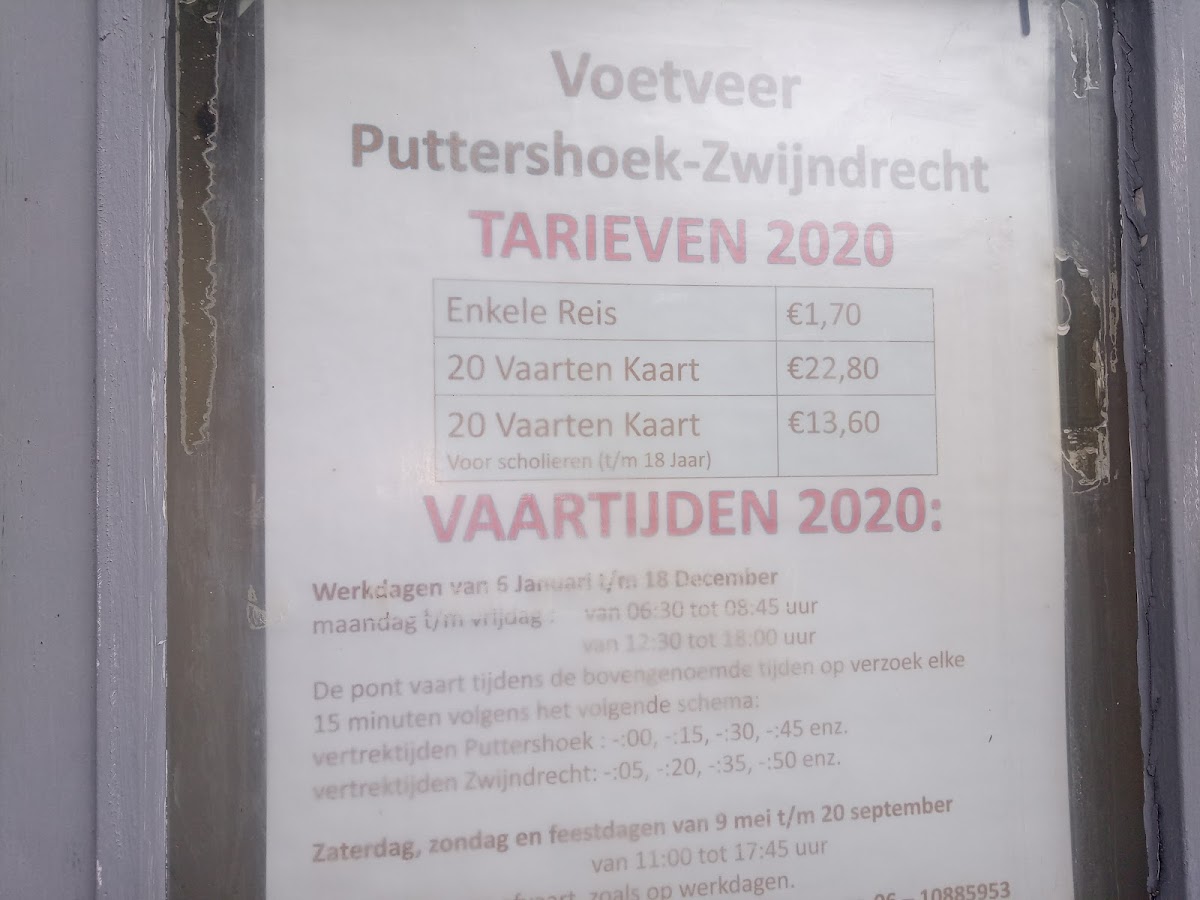 Voetveer
Puttershoek-Zwijndrecht
TARIEVEN 2020
Enkele Reis €1,70
20 Vaarten Kaart €22,80
20 Vaarten Kaart €13,60
Voor scholieren (t/m 18 Jaar)
VAARTIJDEN 2020:
Werkdagen van 6 Januari t/m 18 December
maandag t/m vrijdag : van 06:30 tot 08:45 uur
van 12:30 tot 18:00 uur
De pont vaart tijdens de bovengenoemde tijden op verzoek elke
15 minuten volgens het volgende schema:
vertrektijden Puttershoek : -:00, -:15, -:30, -:45 enz.
vertrektijden Zwijndrecht: -:05, -:20, -:35, -:50 enz.
Zaterdag, zondag en feestdagen van 9 mei t/m 20 september
van 11:00 tot 17:45 uur
zoals op werkdagen.
06 – 10885953